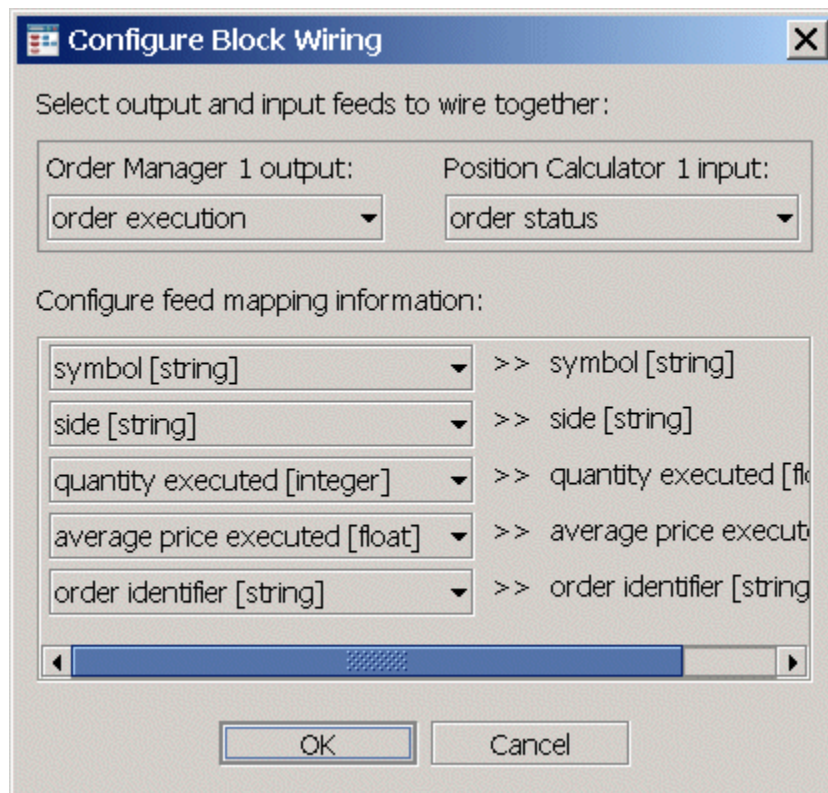 Configure Block Wiring
Select output and input feeds to wire together:
Order Manager 1 output: Position Calculator 1 input:
order execution order status
Configure feed mapping information:
symbol [string] >> symbol [string]
side [string] >> side [string]
quantity executed [integer] >> quantity executed
average price executed [float] >> average price
order identifier [string] >> order identifier [string
OK Cancel